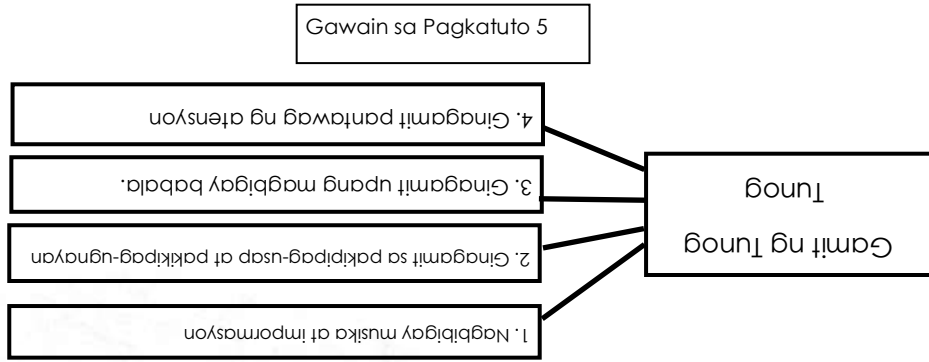 Gawain sa Pagkatuto 5
Gamit ng Tunog
Tunog
1. Nagbibigay musika at impormasyon
2. Ginagamit sa pakipipag-usap at pakikipag-ugnayan
3. Ginagamit upang magbigay babala.
4. Ginagamit pantawag ng atensyon